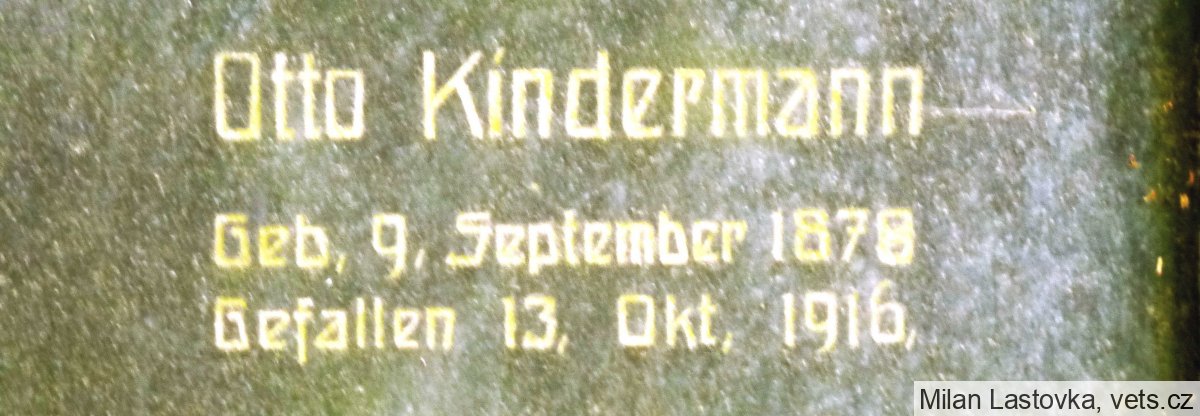 Otto Kindermann
Geb, 9, September 1878
Gefallen 13, Okt, 1916,
Milan Lastovka, vets.cz